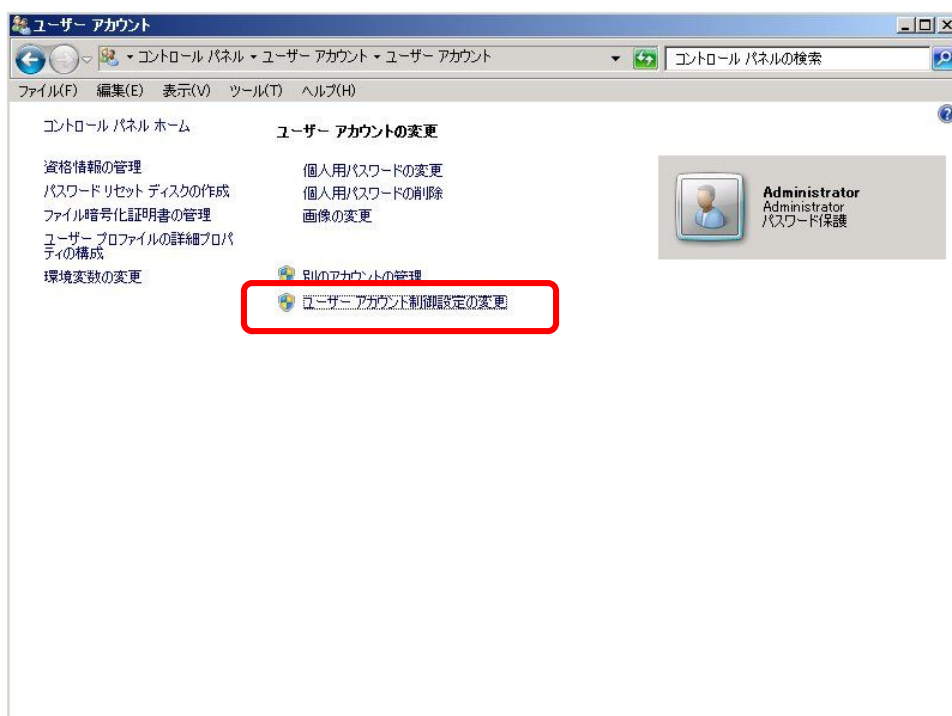 ユーザー アカウント
コントロール パネル ユーザー アカウント ユーザー アカウント
コントロール パネルの検索
ファイル(F) 編集(E) 表示(V) ツール(T) ヘルプ(H)
コントロール パネル ホーム
資格情報の管理
パスワード リセット ディスクの作成
ファイル暗号化証明書の管理
ユーザー プロファイルの詳細プロパ
ティの構成
環境変数の変更
ユーザー アカウントの変更
個人用パスワードの変更
個人用パスワードの削除
画像の変更
別のアカウントの管理
ユーザー アカウント制御設定の変更
Administrator
Administrator
パスワード保護